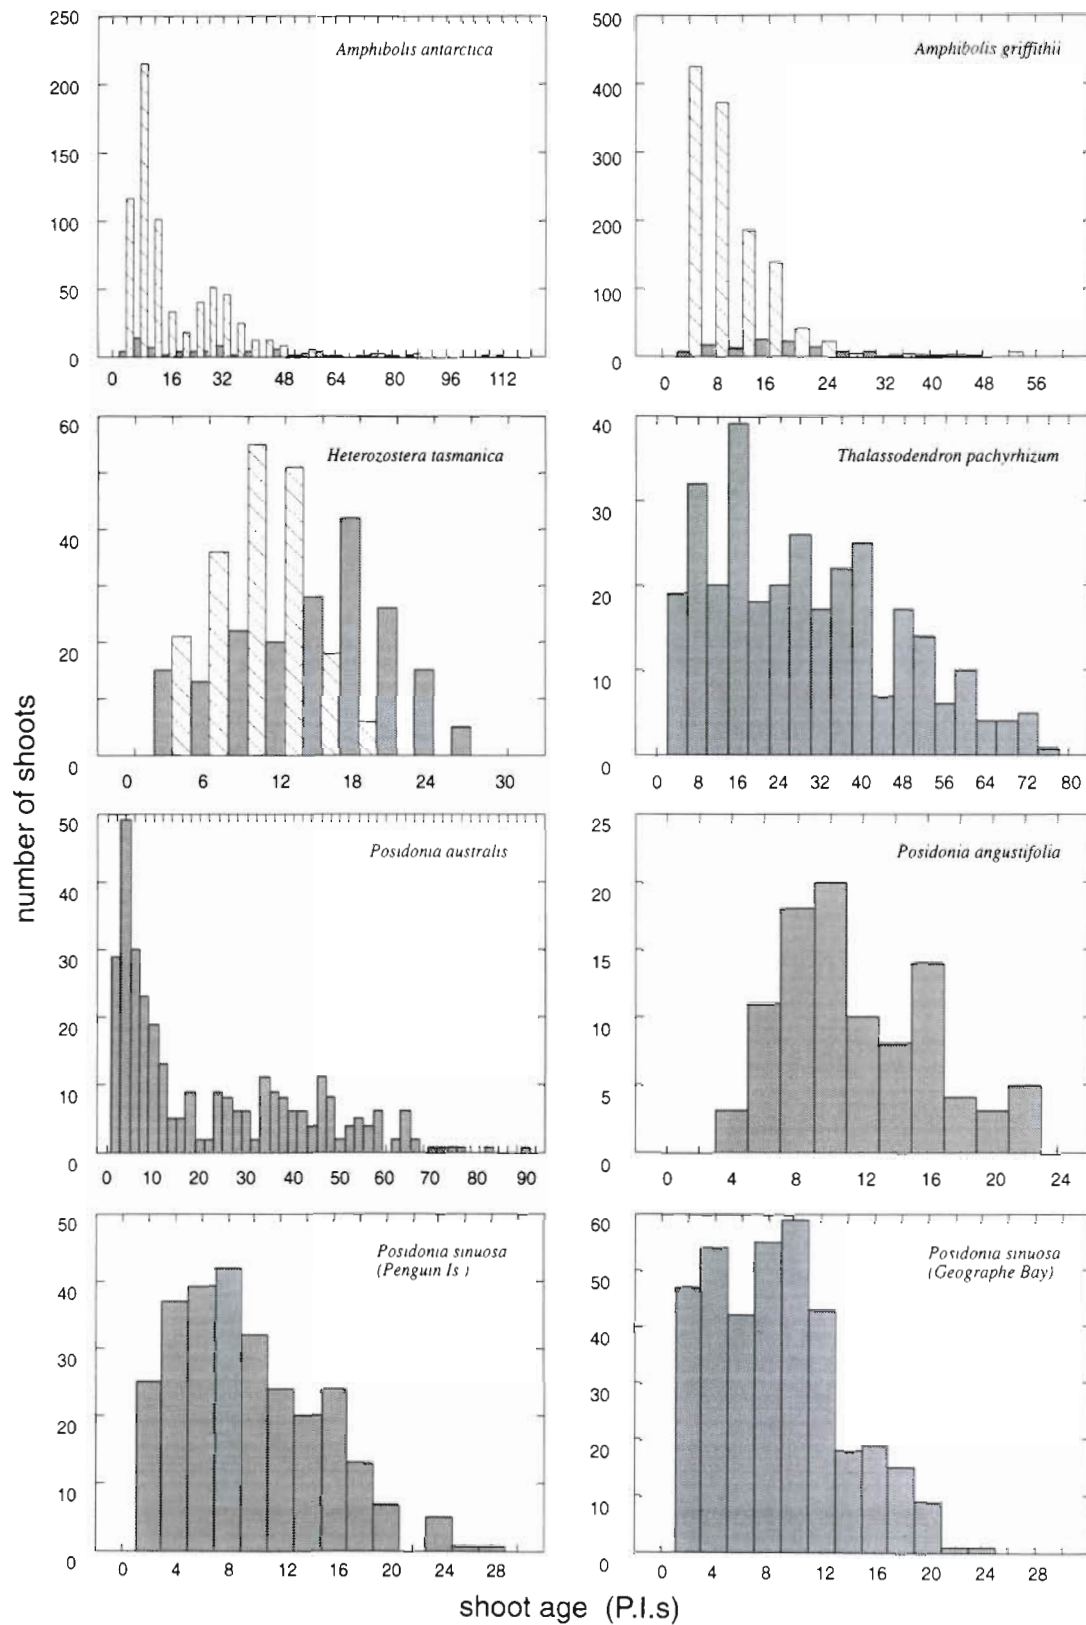 250
200
150
100
50
0
Amphibolis antarctica
0 16 32 48 64 80 96 112
500
400
300
200
100
0
Amphibolis griffithii
0 8 16 24 32 40 48 56
60
40
20
0
Heterozostera tasmanica
0 6 12 18 24 30
40
30
20
10
0
Thalassodendron pachyrhizum
0 8 16 24 32 40 48 56 64 72 80
50
40
30
20
10
0
Posidonia australis
0 10 20 30 40 50 60 70 80 90
25
20
15
10
5
0
Posidonia angustifolia
0 4 8 12 16 20 24
50
40
30
20
10
0
Posidonia sinuosa
(Penguin Is )
0 4 8 12 16 20 24 28
60
50
40
30
20
10
0
Posidonia sinuosa
(Geographe Bay)
0 4 8 12 16 20 24 28
number of shoots
shoot age (P.I.s)